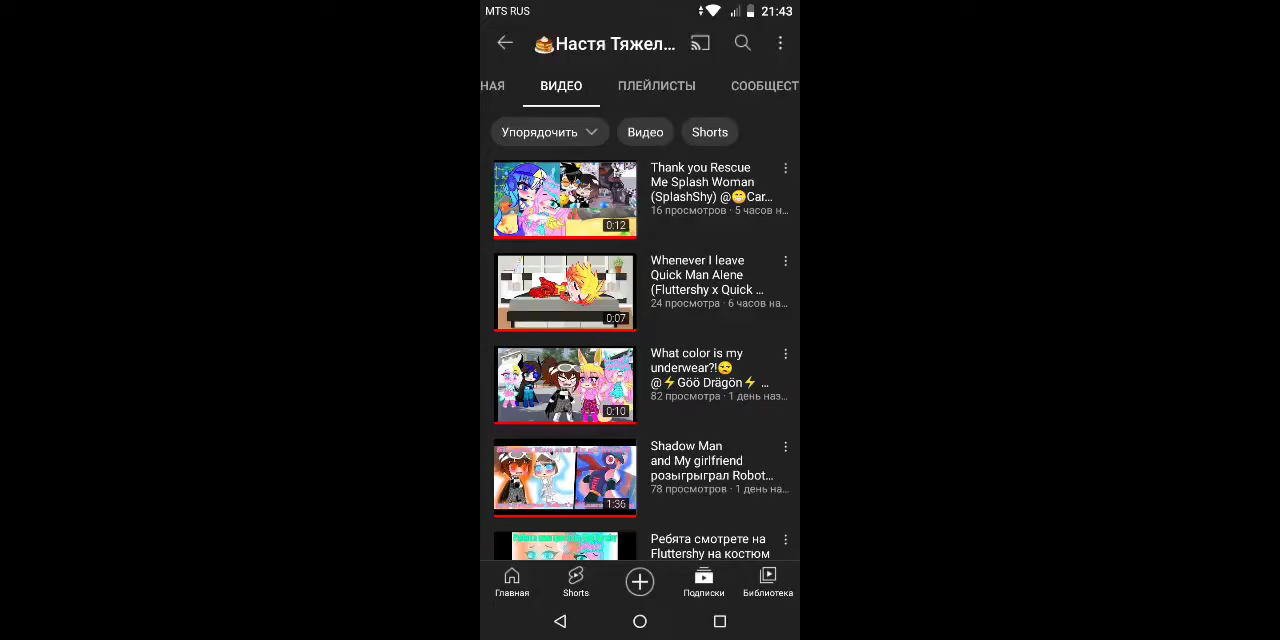 MTS RUS
21:43
🥞Настя Тяжел...
НАЯ
ВИДЕО
ПЛЕЙЛИСТЫ
СООБЩЕСТ
Упорядочить
Видео
Shorts
Thank you Rescue
Me Splash Woman
(SplashShy) @😁Car...
16 просмотров · 5 часов н...
0:12
Whenever I leave
Quick Man Alene
(Fluttershy x Quick ...
24 просмотра · 6 часов на...
0:07
What color is my
underwear?!😏
@⚡Göö Drägön⚡ ...
82 просмотра · 1 день наз...
0:10
Shadow Man
and My girlfriend
розыгрыграл Robot...
78 просмотров · 1 день на...
1:36
Ребята смотрете на
Fluttershy на костюм
Главная
Shorts
Подписки
Библиотека